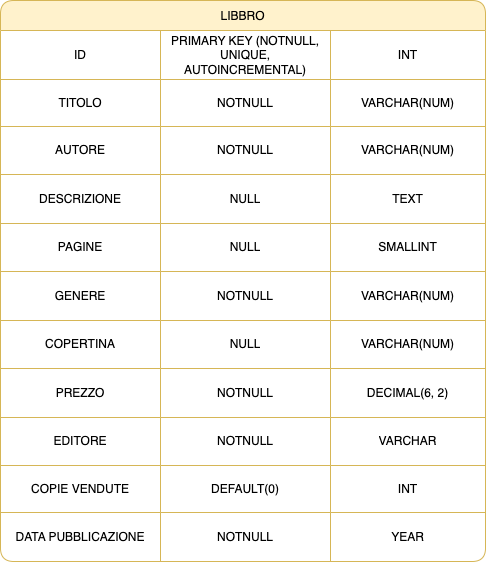 LIBBRO
ID
PRIMARY KEY (NOTNULL,
UNIQUE,
AUTOINCREMENTAL)
INT
TITOLO
NOTNULL
VARCHAR(NUM)
AUTORE
NOTNULL
VARCHAR(NUM)
DESCRIZIONE
NULL
TEXT
PAGINE
NULL
SMALLINT
GENERE
NOTNULL
VARCHAR(NUM)
COPERTINA
NULL
VARCHAR(NUM)
PREZZO
NOTNULL
DECIMAL(6, 2)
EDITORE
NOTNULL
VARCHAR
COPIE VENDUTE
DEFAULT(0)
INT
DATA PUBBLICAZIONE
NOTNULL
YEAR